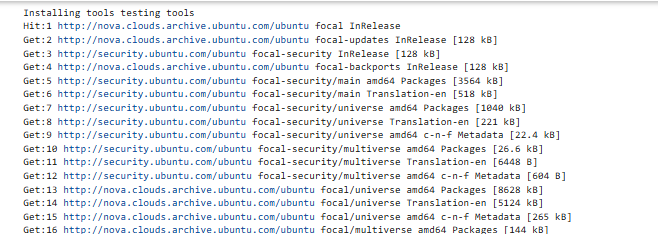 Installing tools testing tools
Hit:1 http://nova.clouds.archive.ubuntu.com/ubuntu focal InRelease
Get:2 http://nova.clouds.archive.ubuntu.com/ubuntu focal-updates InRelease [128 kB]
Get:3 http://security.ubuntu.com/ubuntu focal-security InRelease [128 kB]
Get:4 http://nova.clouds.archive.ubuntu.com/ubuntu focal-backports InRelease [128 kB]
Get:5 http://security.ubuntu.com/ubuntu focal-security/main amd64 Packages [3564 kB]
Get:6 http://security.ubuntu.com/ubuntu focal-security/main Translation-en [518 kB]
Get:7 http://security.ubuntu.com/ubuntu focal-security/universe amd64 Packages [1040 kB]
Get:8 http://security.ubuntu.com/ubuntu focal-security/universe Translation-en [221 kB]
Get:9 http://security.ubuntu.com/ubuntu focal-security/universe amd64 c-n-f Metadata [22.4 kB]
Get:10 http://security.ubuntu.com/ubuntu focal-security/multiverse amd64 Packages [26.6 kB]
Get:11 http://security.ubuntu.com/ubuntu focal-security/multiverse Translation-en [6448 B]
Get:12 http://security.ubuntu.com/ubuntu focal-security/multiverse amd64 c-n-f Metadata [604 B]
Get:13 http://nova.clouds.archive.ubuntu.com/ubuntu focal/universe amd64 Packages [8628 kB]
Get:14 http://nova.clouds.archive.ubuntu.com/ubuntu focal/universe Translation-en [5124 kB]
Get:15 http://nova.clouds.archive.ubuntu.com/ubuntu focal/universe amd64 c-n-f Metadata [265 kB]
Get:16 http://nova.clouds.archive.ubuntu.com/ubuntu focal/multiverse amd64 Packages [144 kB]